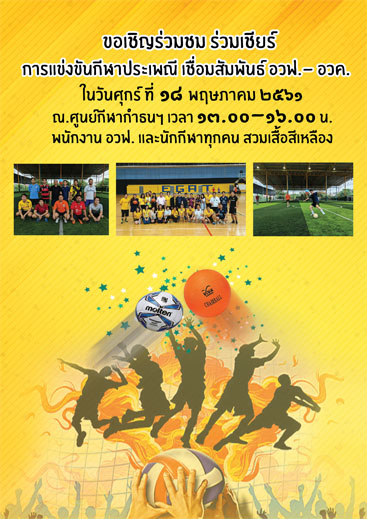 ขอเชิญร่วมชม ร่วมเชียร์
การแข่งขันกีฬาประเพณี เชื่อมสัมพันธ์ อวฟ.- อวค.
ในวันศุกร์ ที่ ๑๘ พฤษภาคม ๒๕๖๑
ณ.ศูนย์กีฬากำธนฯ เวลา ๑๓.๐๐-๑๖.๐๐ น.
พนักงาน อวฟ. และนักกีฬาทุกคน สวมเสื้อสีเหลือง
molten
CHAIRBALL